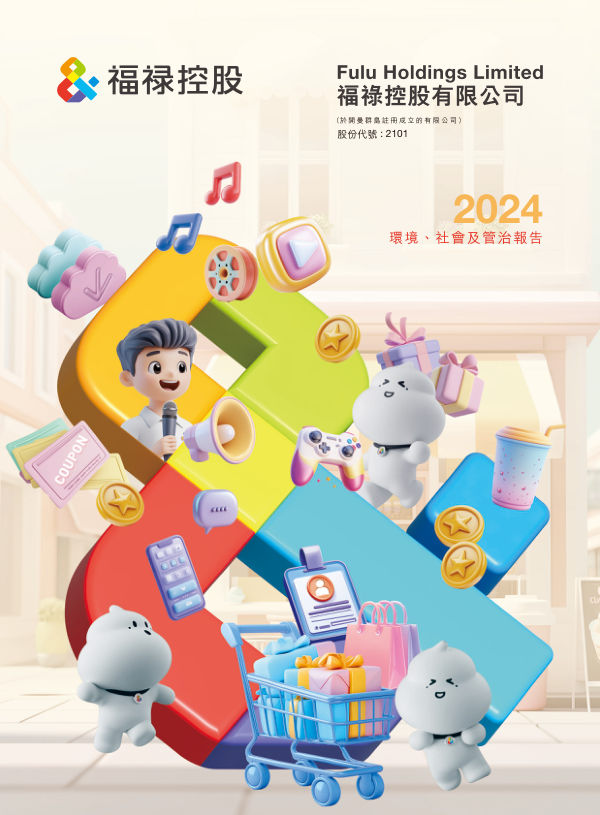 福禄控股
Fulu Holdings Limited
福祿控股有限公司
(於開曼群島註冊成立的有限公司)
股份代號 : 2101
2024
環境、社會及管治報告
COUPON